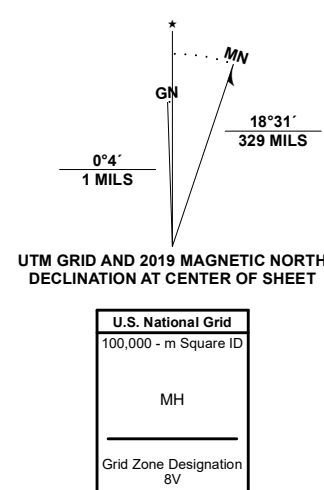 ★
MN
GN
18°31´
329 MILS
0°4´
1 MILS
UTM GRID AND 2019 MAGNETIC NORTH
DECLINATION AT CENTER OF SHEET
U.S. National Grid
100,000 - m Square ID
MH
Grid Zone Designation
8V